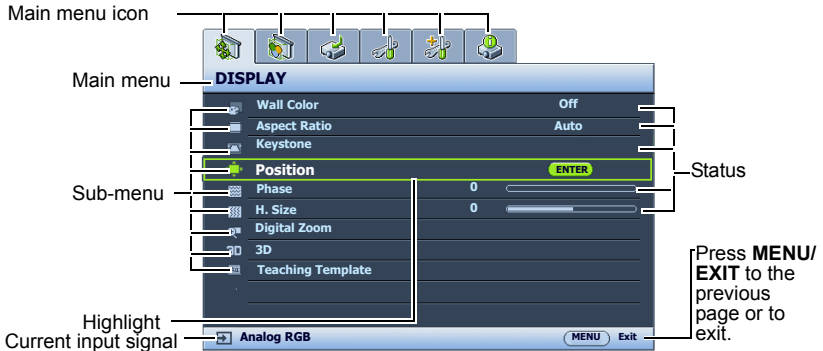 Main menu icon
Main menu
DISPLAY
Wall Color Off
Aspect Ratio Auto
Keystone
Position ENTER
Status
Sub-menu
Phase 0
H. Size 0
Digital Zoom
3D 3D
Teaching Template
Press MENU/
EXIT to the
previous
page or to
exit.
Highlight
Current input signal
Analog RGB MENU Exit